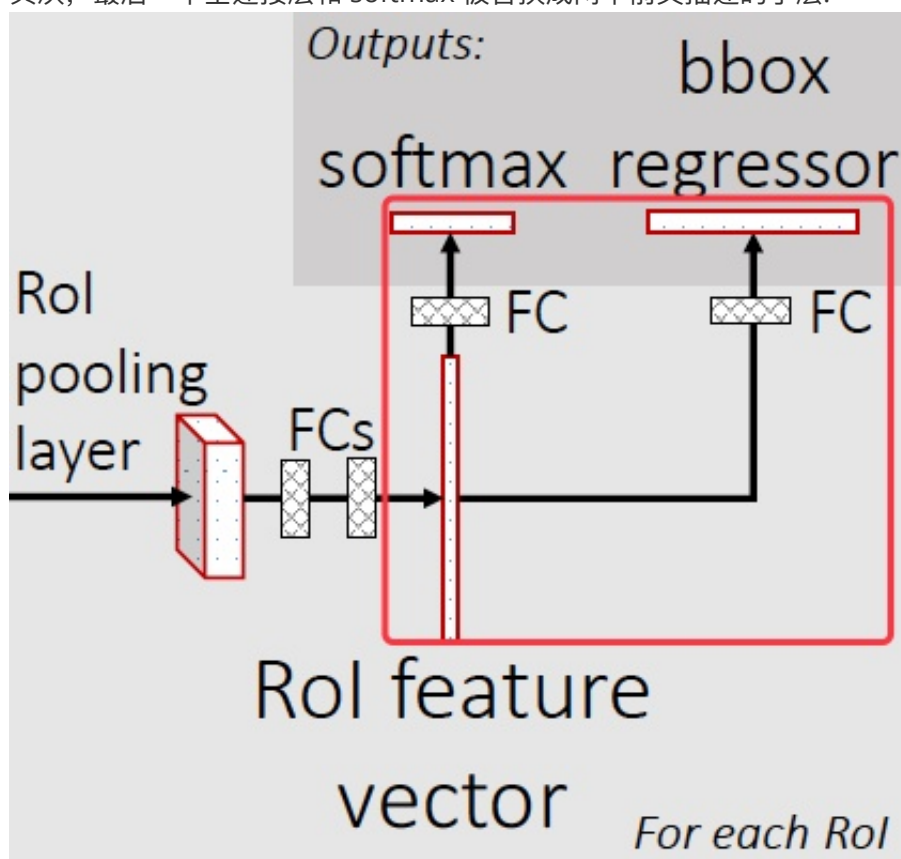 Outputs:
bbox
softmax regressor
RoI
pooling
layer
FC
FC
FCs
RoI feature
vector
For each RoI